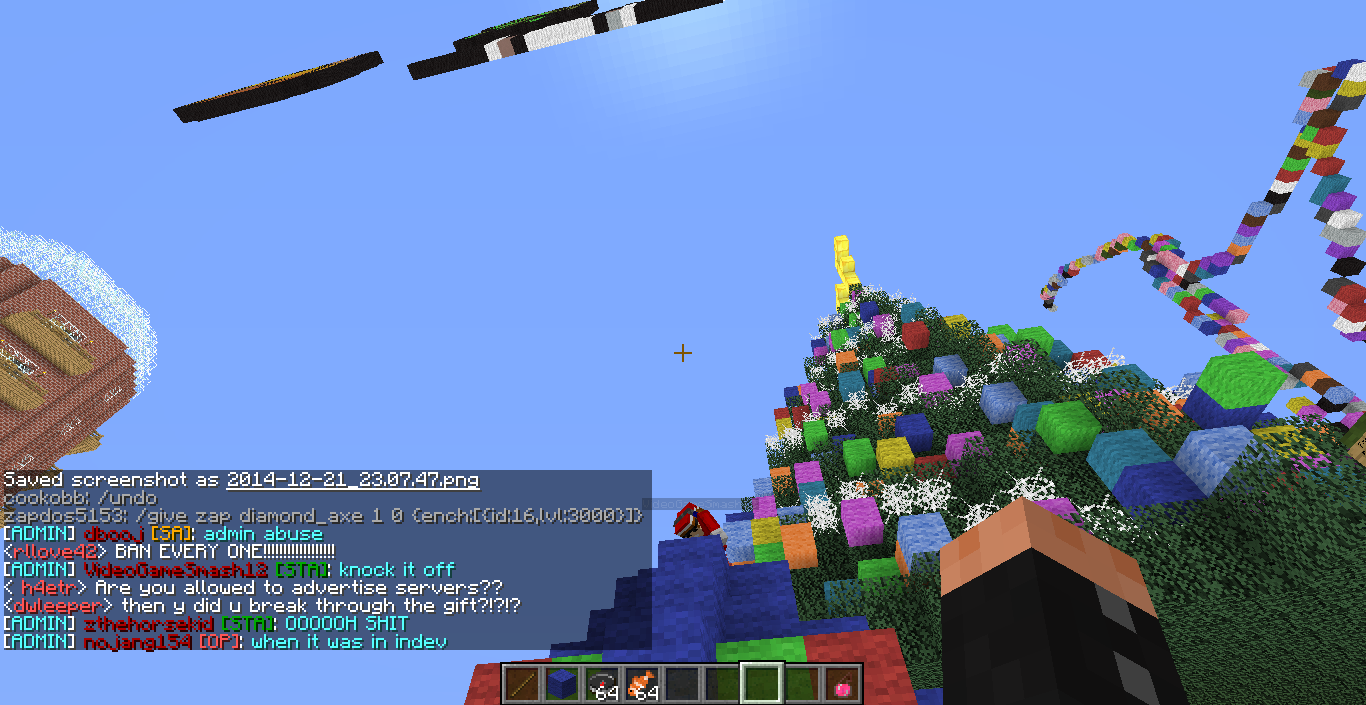 Saved screenshot as 2014-12-21_23.07.47.png
cookobb: /undo
zapdos5153: /give zap diamond_axe 1 0 {ench:[{id:16,lvl:3000}]}
[ADMIN] dbooj [SA]: admin abuse
<rllove42> BAN EVERY ONE!!!!!!!!!!!!!!!!!
[ADMIN] VideoGameSmash12 [STA]: knock it off
< h4etr> Are you allowed to advertise servers??
<dwleeper> then y did u break through the gift?!?!?
[ADMIN] zthehorsekid [STA]: OOOOOH SHIT
[ADMIN] nojang154 [OP]: when it was in indev
64 64